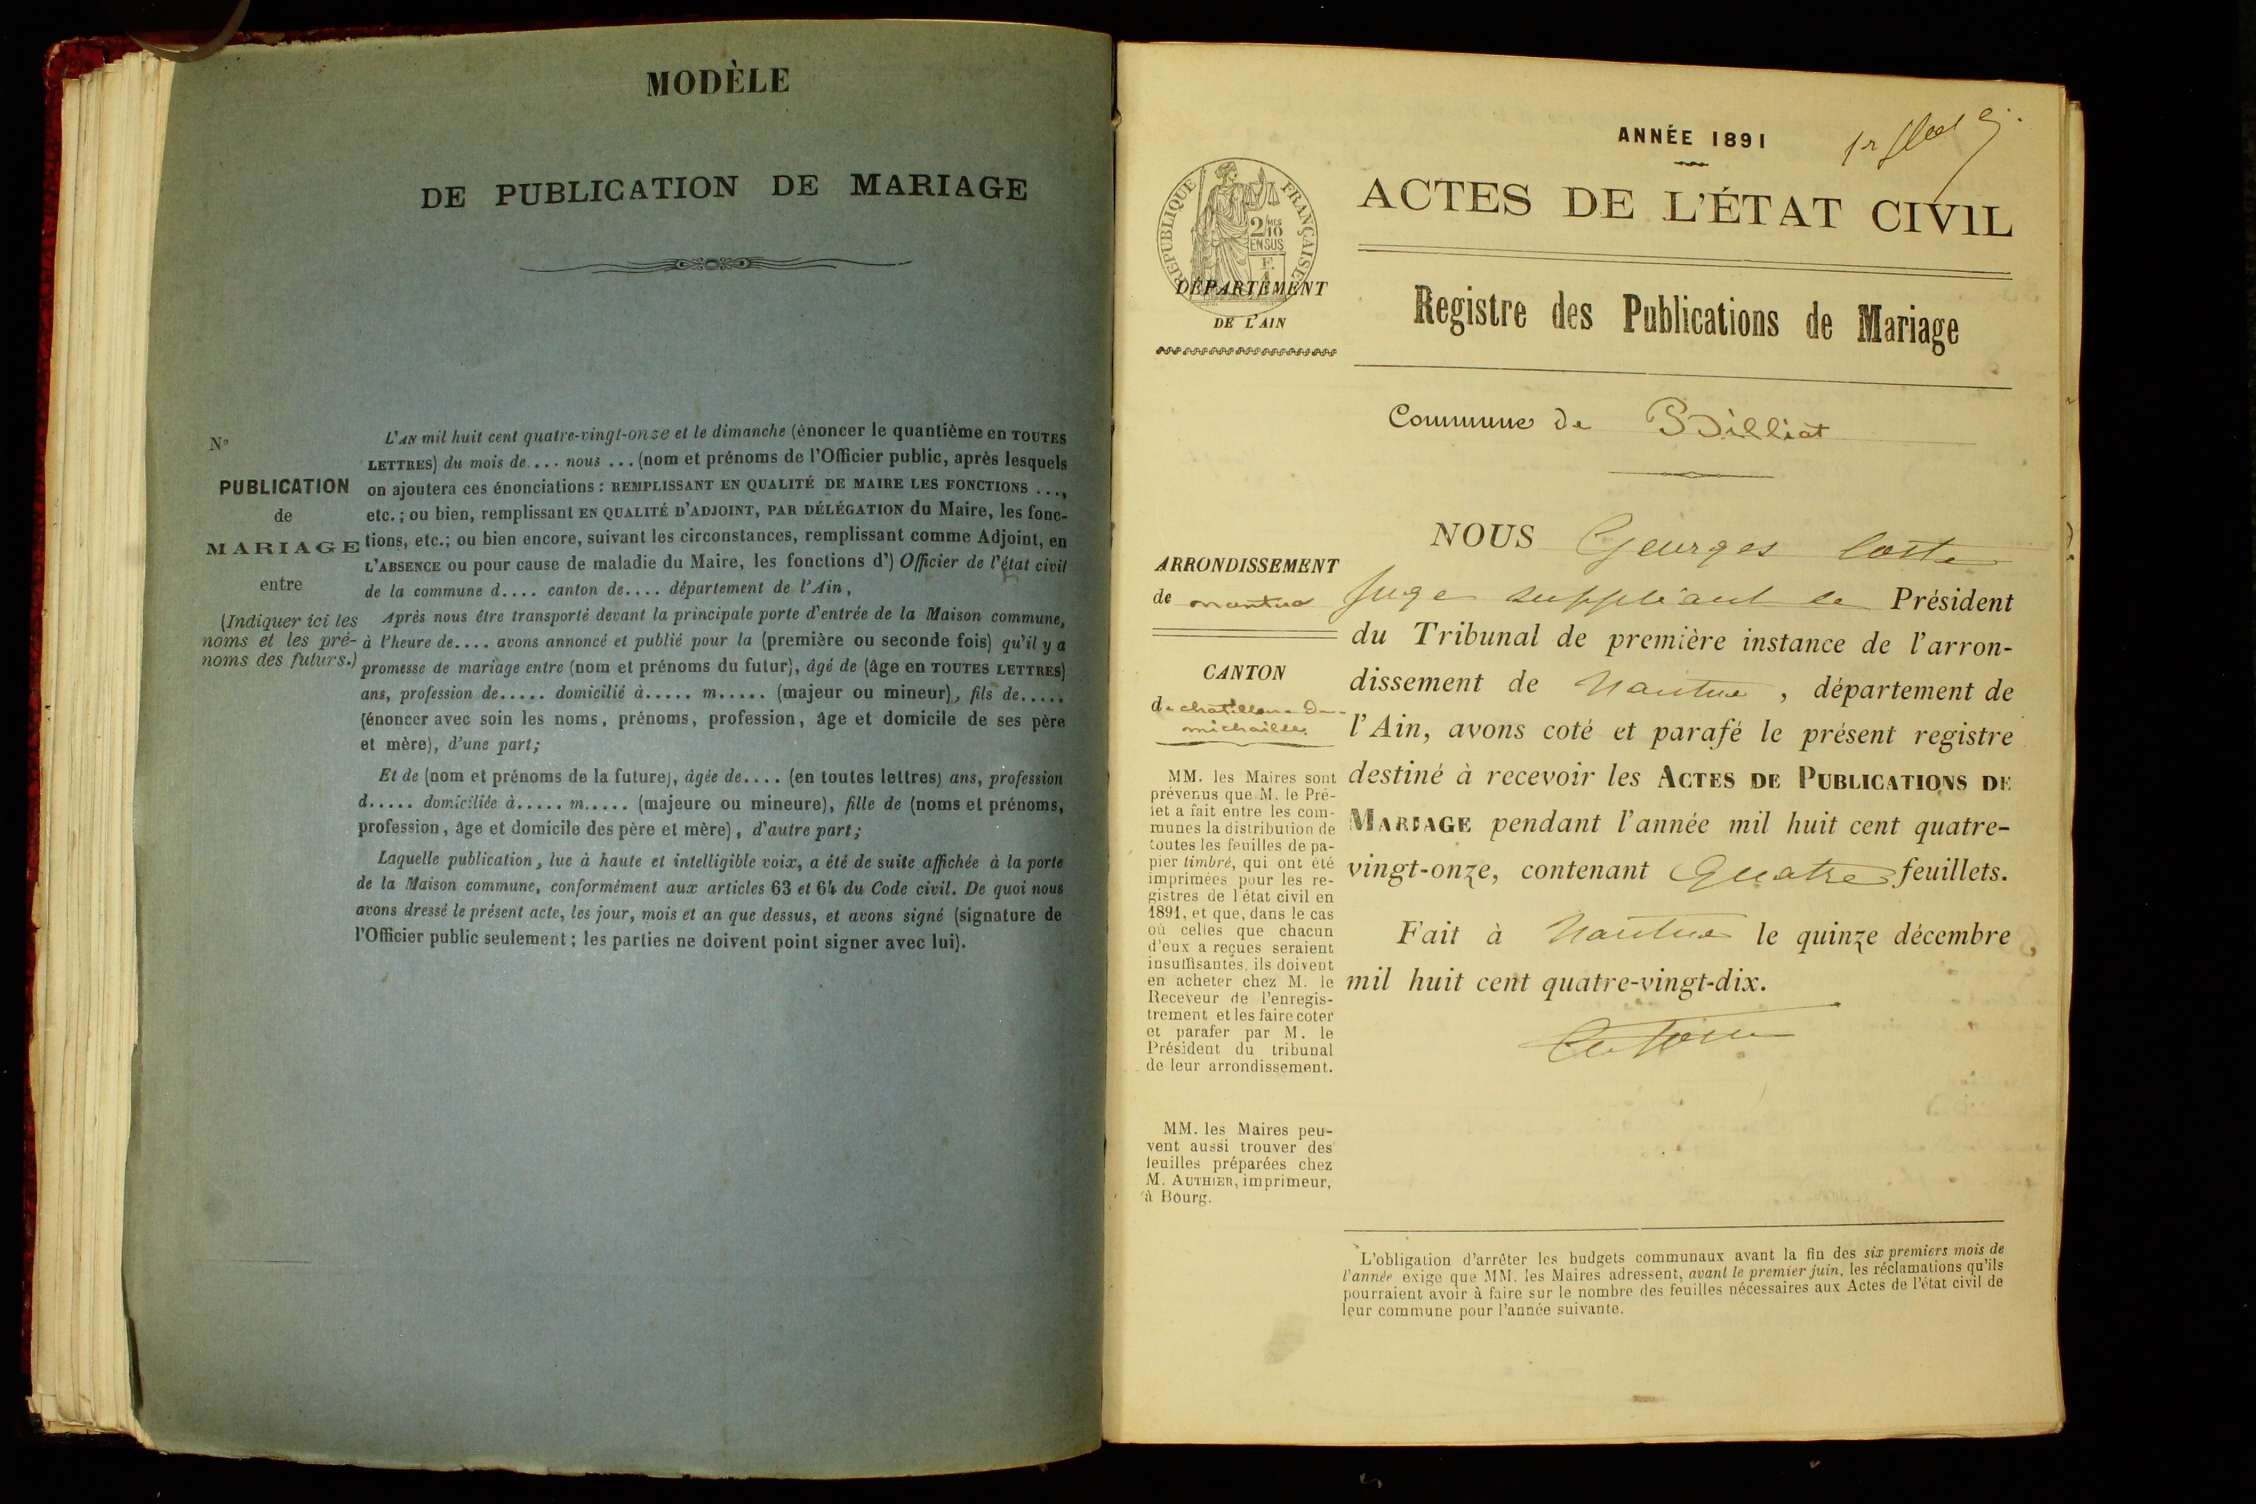 MODÈLE
DE PUBLICATION DE MARIAGE
N°
PUBLICATION
de
MARIAGE
entre
(Indiquer ici les
noms et les pré-
noms des futurs.)
L'AN mil huit cent quatre-vingt-onze et le dimanche (énoncer le quantième en TOUTES
LETTRES) du mois de ... nous ... (nom et prénoms de l'Officier public, après lesquels
on ajoutera ces énonciations : REMPLISSANT EN QUALITÉ DE MAIRE LES FONCTIONS ...,
etc. ; ou bien, remplissant EN QUALITÉ D'ADJOINT, PAR DÉLÉGATION du Maire, les fonc-
tions, etc.; ou bien encore, suivant les circonstances, remplissant comme Adjoint, en
L'ABSENCE ou pour cause de maladie du Maire, les fonctions d') Officier de l'état civil
de la commune d.... canton de.... département de l'Ain,
Après nous être transporté devant la principale porte d'entrée de la Maison commune,
à l'heure de.... avons annoncé et publié pour la (première ou seconde fois) qu'il y a
promesse de mariage entre (nom et prénoms du futur), âgé de (âge en TOUTES LETTRES)
ans, profession de..... domicilié à..... m..... (majeur ou mineur), fils de.....
(énoncer avec soin les noms, prénoms, profession, âge et domicile de ses père
et mère), d'une part;
Et de (nom et prénoms de la future), âgée de.... (en toutes lettres) ans, profession
d..... domiciliée à..... m..... (majeure ou mineure), fille de (noms et prénoms,
profession, âge et domicile des père et mère), d'autre part;
Laquelle publication, lue à haute et intelligible voix, a été de suite affichée à la porte
de la Maison commune, conformément aux articles 63 et 64 du Code civil. De quoi nous
avons dressé le présent acte, les jour, mois et an que dessus, et avons signé (signature de
l'Officier public seulement ; les parties ne doivent point signer avec lui).
ANNÉE 1891
ACTES DE L'ÉTAT CIVIL
RÉPUBLIQUE FRANÇAISE
2/10
EN SUS
DÉPARTEMENT
DE L'AIN
Registre des Publications de Mariage
Commune de Billiat
ARRONDISSEMENT
de nantua
CANTON
de chatillon-de-
michaille
MM. les Maires sont
prévenus que M. le Pré-
fet a fait entre les com-
munes la distribution de
toutes les feuilles de pa-
pier timbré, qui ont été
imprimées pour les re-
gistres de l'état civil en
1891, et que, dans le cas
où celles que chacun
d'eux a reçues seraient
insuffisantes, ils doivent
en acheter chez M. le
Receveur de l'enregis-
trement et les faire coter
et parafer par M. le
Président du tribunal
de leur arrondissement.
MM. les Maires peu-
vent aussi trouver des
feuilles préparées chez
M. AUTHIER, imprimeur,
à Bourg.
NOUS Georges Coste
Juge suppléant le Président
du Tribunal de première instance de l'arron-
dissement de Nantua, département de
l'Ain, avons coté et parafé le présent registre
destiné à recevoir les ACTES DE PUBLICATIONS DE
MARIAGE pendant l'année mil huit cent quatre-
vingt-onze, contenant Quatre feuillets.
Fait à Nantua le quinze décembre
mil huit cent quatre-vingt-dix.
L'obligation d'arrêter les budgets communaux avant la fin des six premiers mois de
l'année exige que MM. les Maires adressent, avant le premier juin, les réclamations qu'ils
pourraient avoir à faire sur le nombre des feuilles nécessaires aux Actes de l'état civil de
leur commune pour l'année suivante.